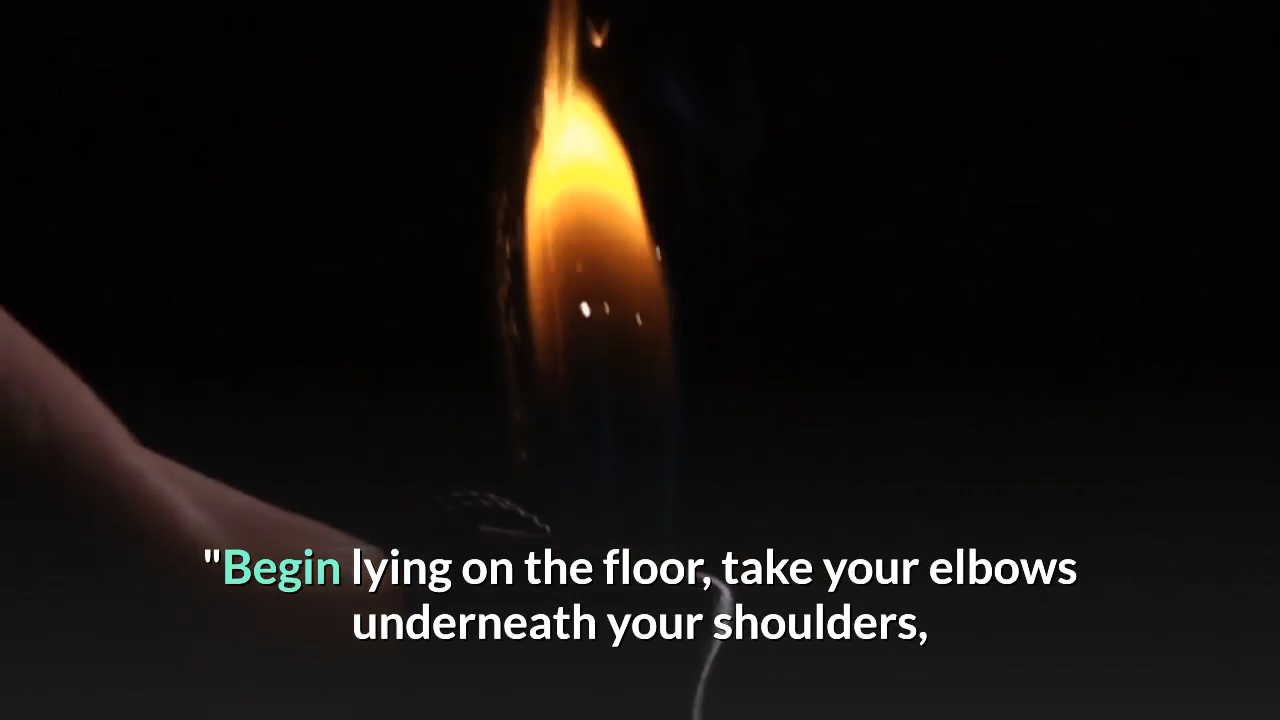 "Begin lying on the floor, take your elbows
underneath your shoulders,